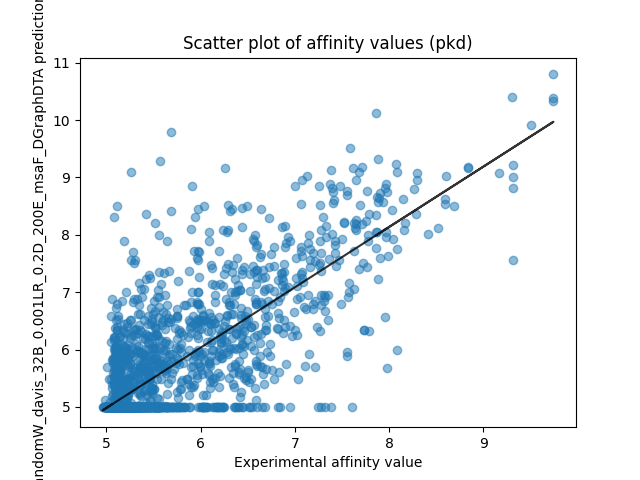 Scatter plot of affinity values (pkd)
andomW_davis_32B_0.001LR_0.2D_200E_msaF_DGraphDTA prediction
11
10
9
8
7
6
5
5 6 7 8 9
Experimental affinity value